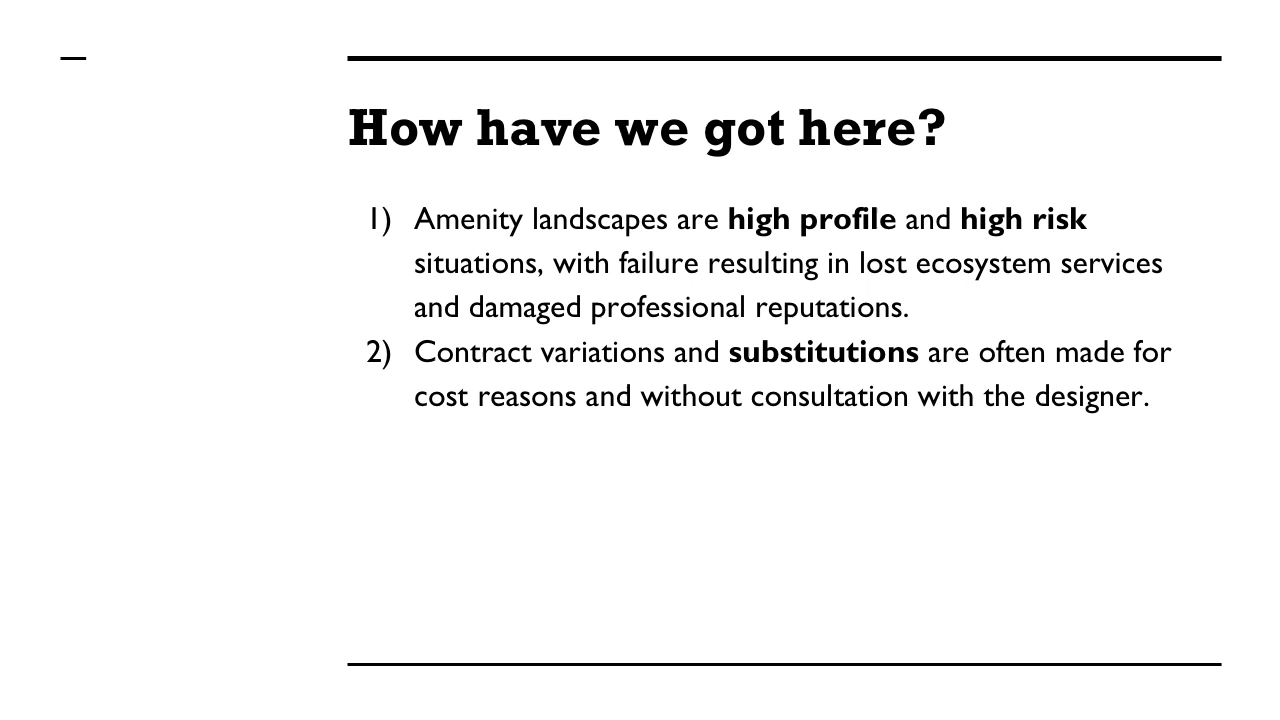 How have we got here?
1) Amenity landscapes are high profile and high risk
situations, with failure resulting in lost ecosystem services
and damaged professional reputations.
2) Contract variations and substitutions are often made for
cost reasons and without consultation with the designer.